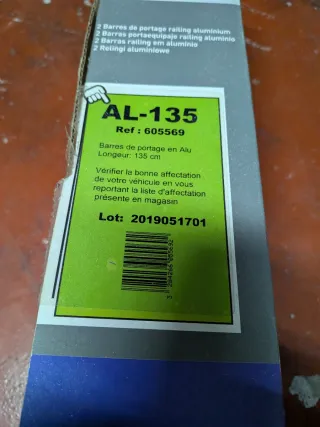 2 Barres de portage railing aluminium
2 Barras portaequipaje railing aluminio
2 Barras railing em aluminio
2 Relingi aluminiowe
AL-135
Ref : 605569
Barres de portage en Alu
Longeur: 135 cm
Vérifier la bonne affectation
de votre véhicule en vous
reportant la liste d'affectation
présente en magasin
Lot: 2019051701